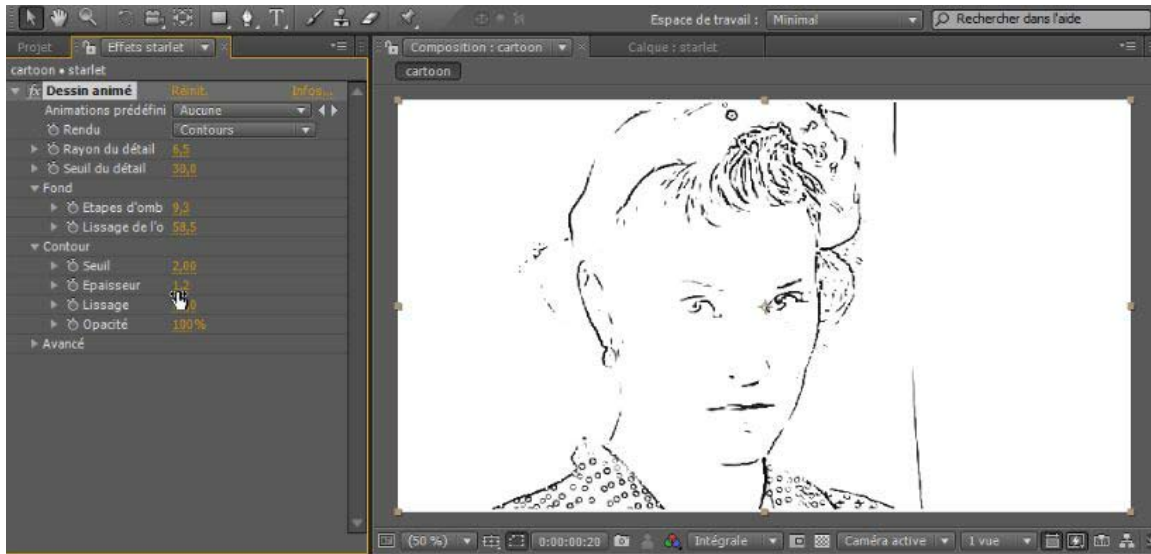 Espace de travail : Minimal
Rechercher dans l'aide
Projet
Effets starlet
Composition : cartoon
Calque : starlet
cartoon • starlet
cartoon
fx Dessin animé Réinit. Infos...
Animations prédéfini Aucune
Rendu Contours
Rayon du détail 6,5
Seuil du détail 30,0
Fond
Etapes d'omb 9,3
Lissage de l'o 58,5
Contour
Seuil 2,00
Epaisseur 1,2
Lissage
Opacité 100%
Avancé
(50 %)
0:00:00:20
Intégrale
Caméra active
1 vue